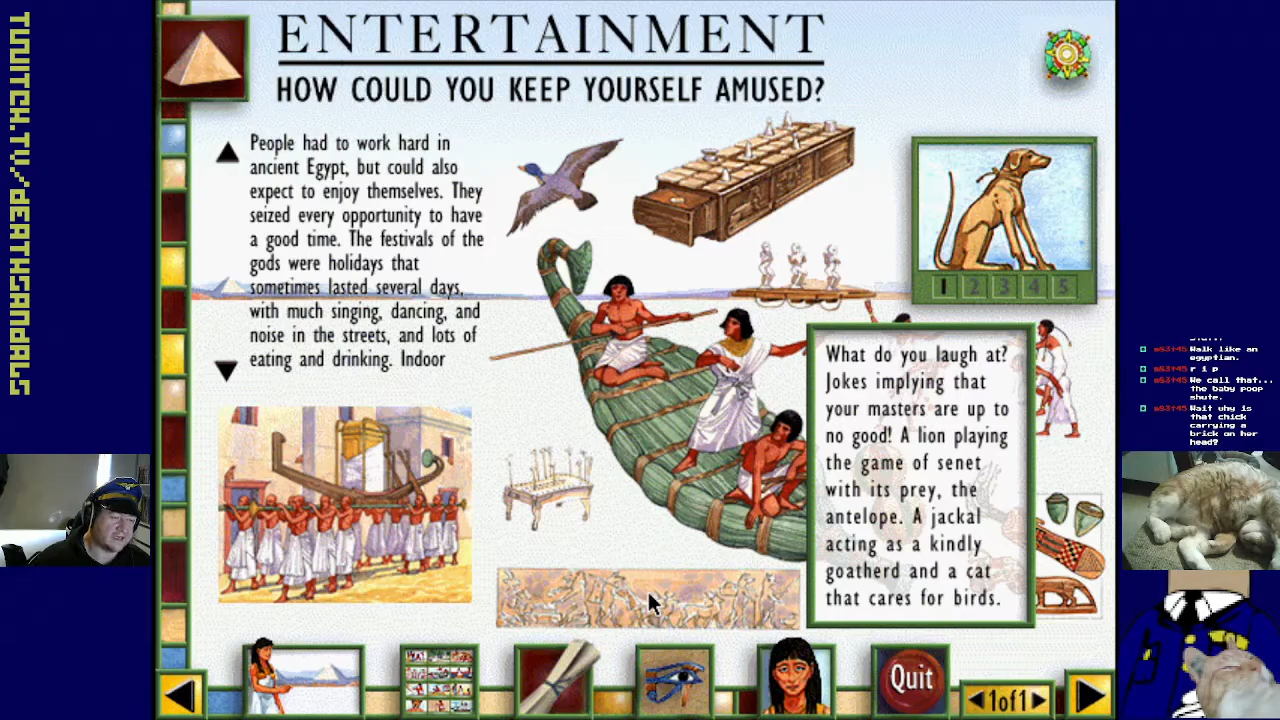 TWITCH.TV/DEATHSANDALS
ENTERTAINMENT
HOW COULD YOU KEEP YOURSELF AMUSED?
People had to work hard in
ancient Egypt, but could also
expect to enjoy themselves. They
seized every opportunity to have
a good time. The festivals of the
gods were holidays that
sometimes lasted several days,
with much singing, dancing, and
noise in the streets, and lots of
eating and drinking. Indoor
1 2 3 4 5
What do you laugh at?
Jokes implying that
your masters are up to
no good! A lion playing
the game of senet
with its prey, the
antelope. A jackal
acting as a kindly
goatherd and a cat
that cares for birds.
m83t45 Walk like an
egyptian.
m83t45 r i p
m83t45 We call that...
the baby poop
shute.
m83t45 Wait why is
that chick
carrying a
brick on her
head?
Quit
1of1